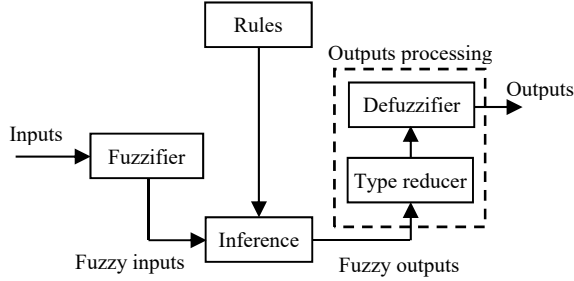 Rules
Outputs processing
Defuzzifier
Outputs
Inputs
Fuzzifier
Type reducer
Inference
Fuzzy inputs
Fuzzy outputs